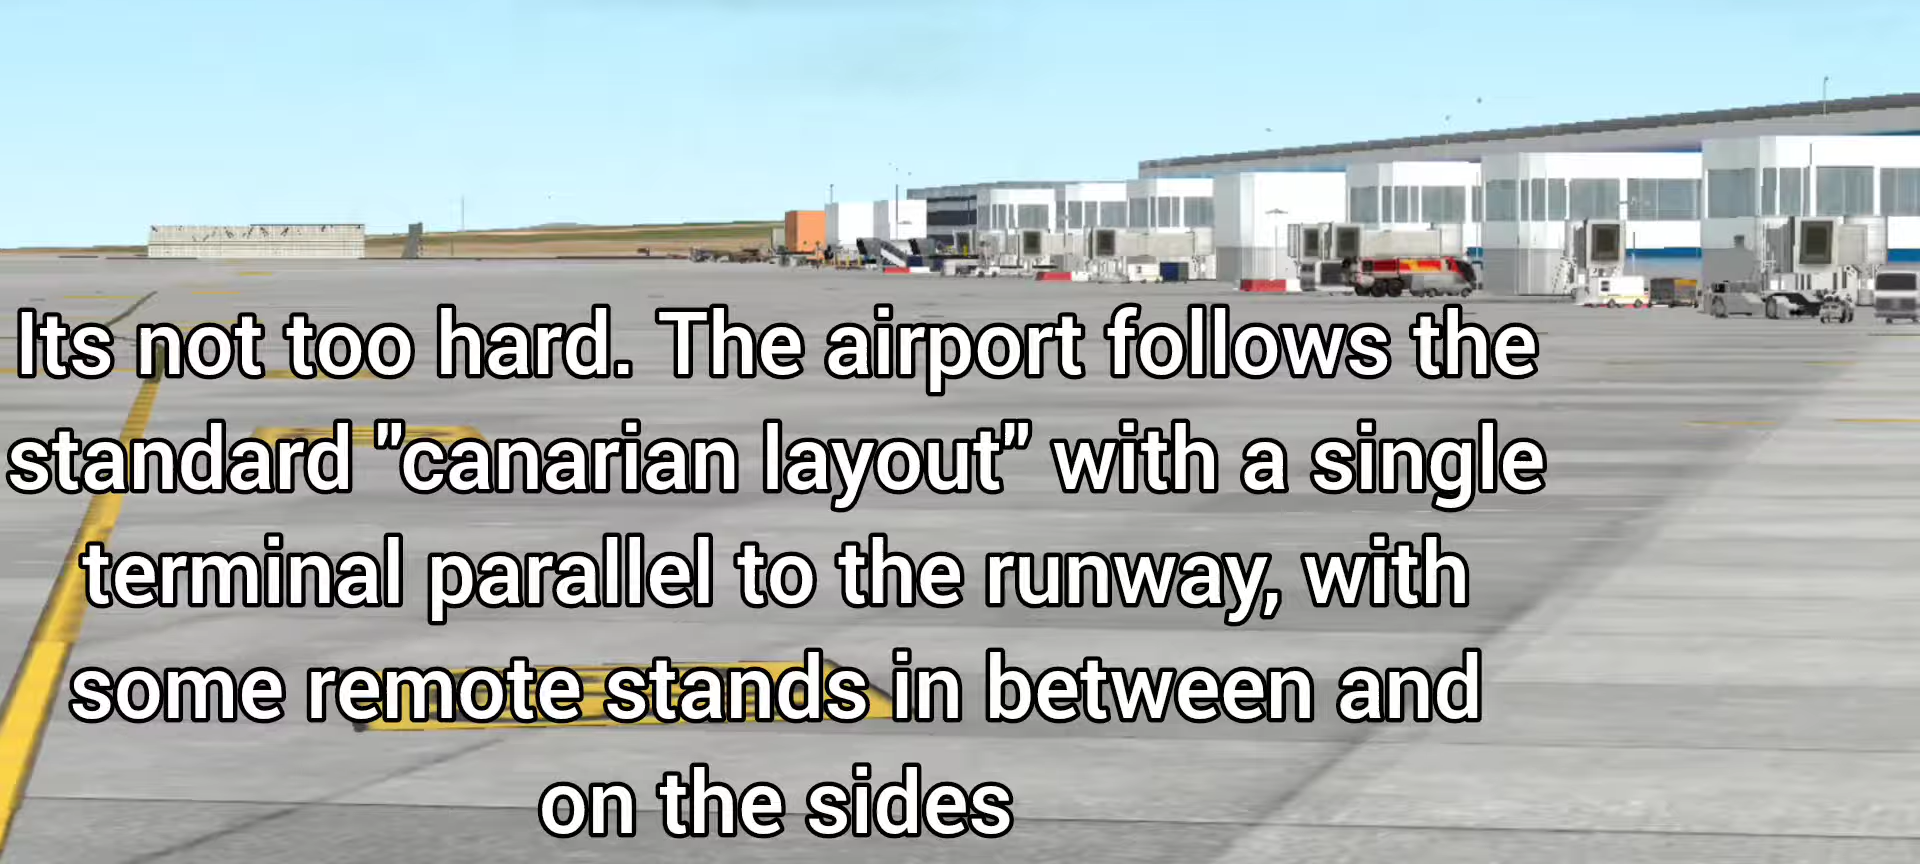 Its not too hard. The airport follows the
standard "canarian layout" with a single
terminal parallel to the runway, with
some remote stands in between and
on the sides